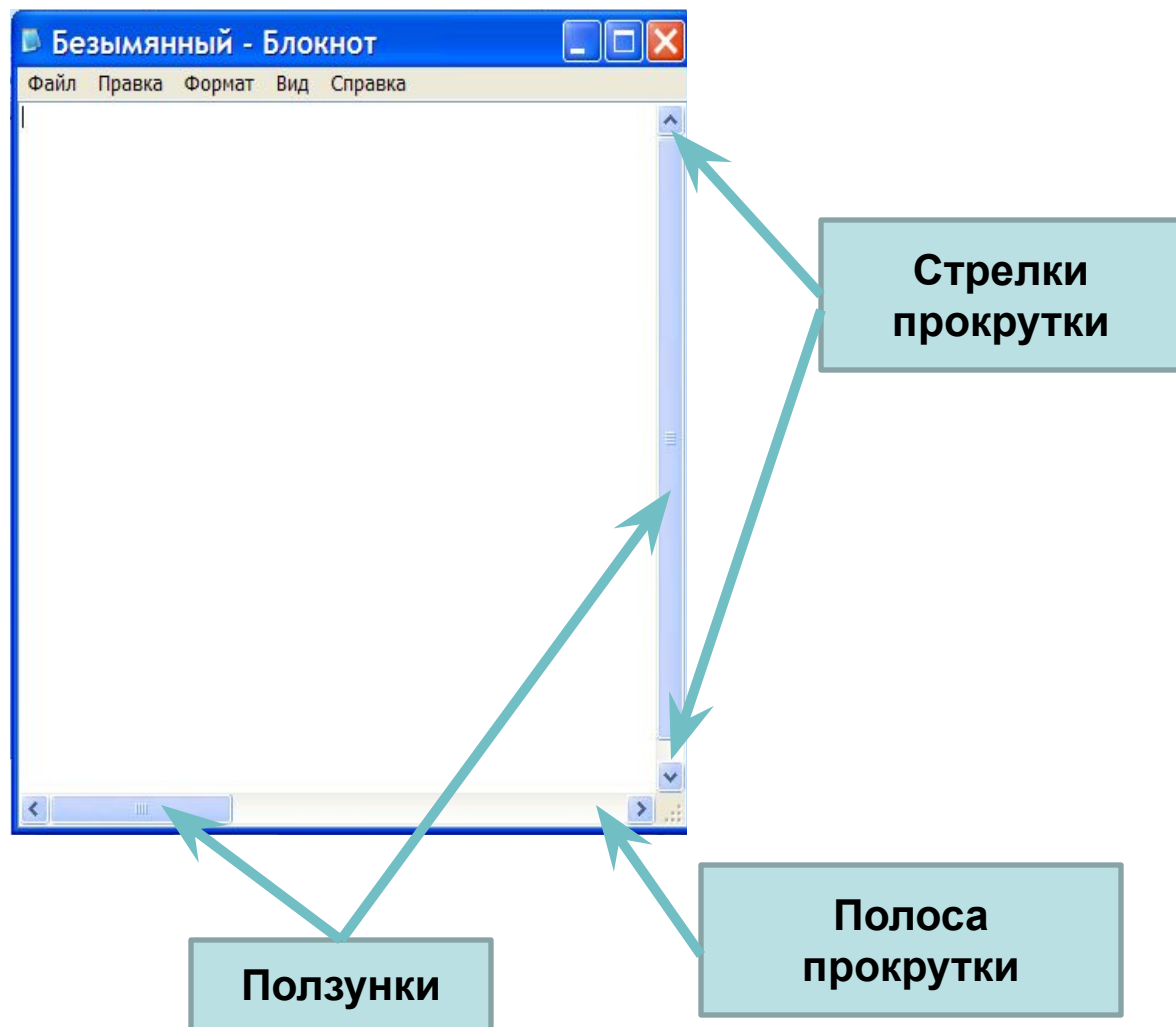 Безымянный - Блокнот
Файл Правка Формат Вид Справка
Стрелки
прокрутки
Полоса
прокрутки
Ползунки